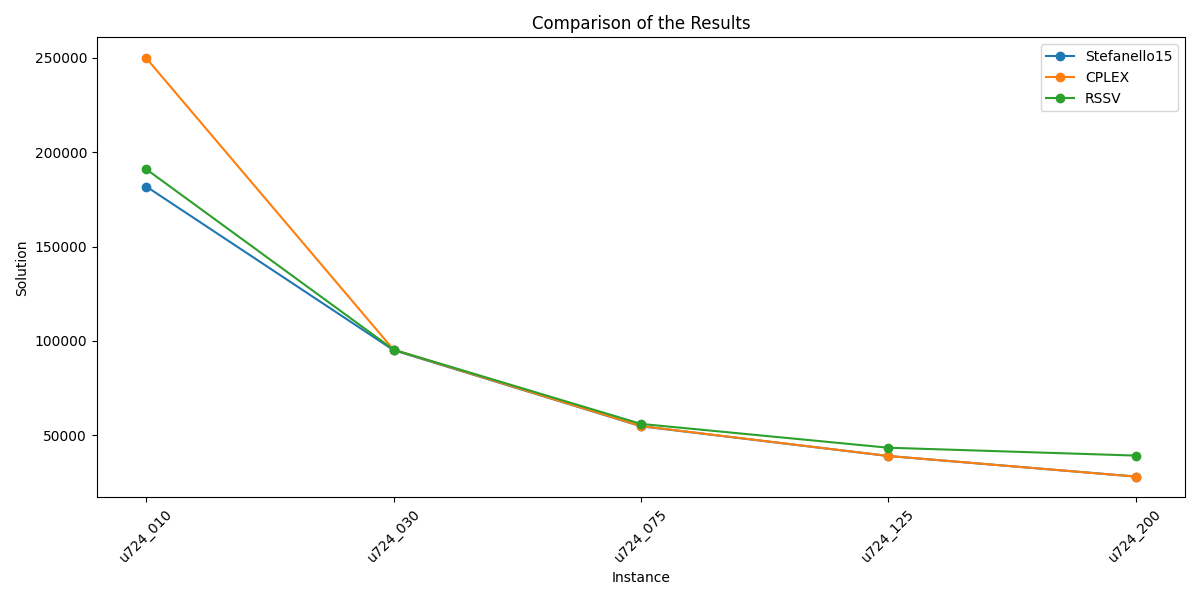 Comparison of the Results
Stefanello15
CPLEX
RSSV
Solution
250000
200000
150000
100000
50000
u724_010
u724_030
u724_075
u724_125
u724_200
Instance